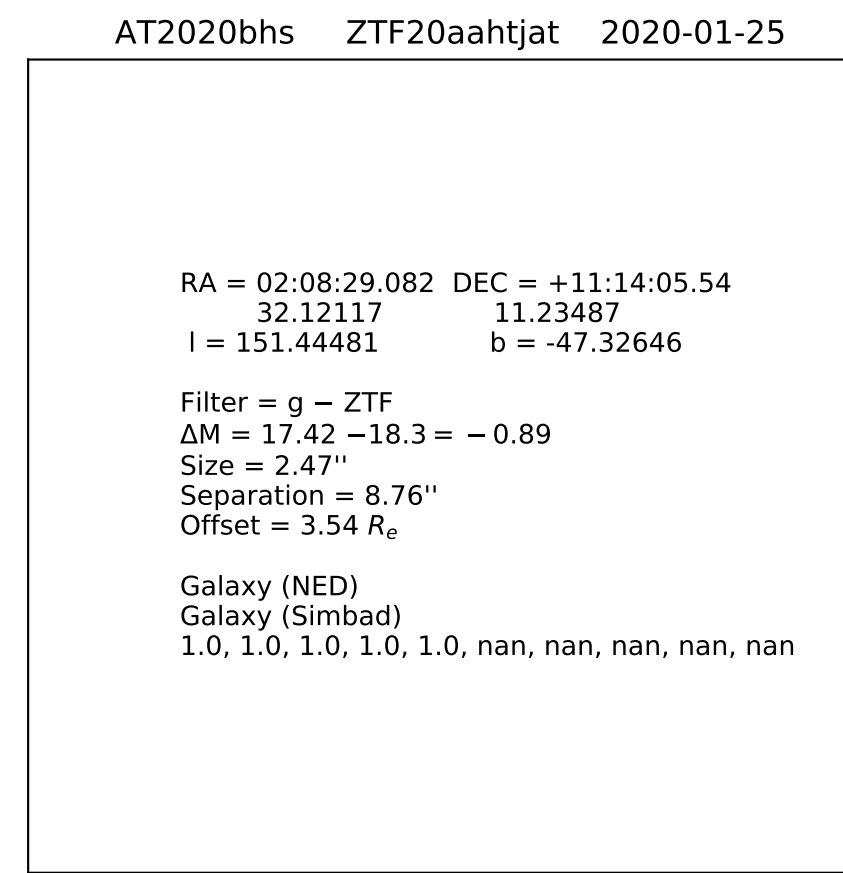 AT2020bhs ZTF20aahtjat 2020-01-25
RA = 02:08:29.082 DEC = +11:14:05.54
32.12117 11.23487
l = 151.44481 b = -47.32646
Filter = g − ZTF
ΔM = 17.42 −18.3 = − 0.89
Size = 2.47''
Separation = 8.76''
Offset = 3.54 Re
Galaxy (NED)
Galaxy (Simbad)
1.0, 1.0, 1.0, 1.0, 1.0, nan, nan, nan, nan, nan